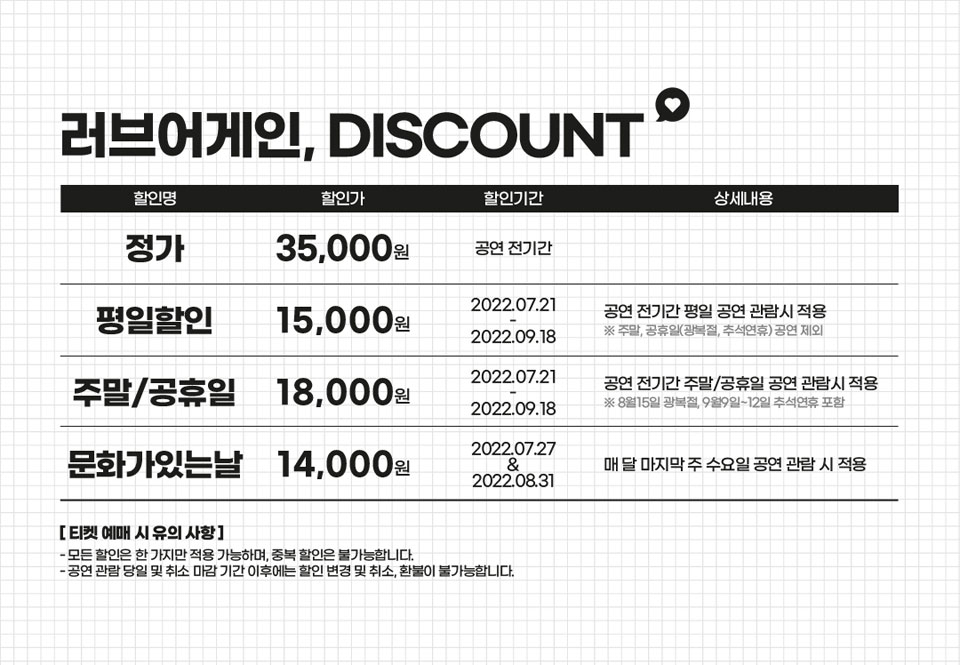 러브어게인, DISCOUNT
할인명 할인가 할인기간 상세내용
정가 35,000원 공연 전기간
평일할인 15,000원 2022.07.21 - 2022.09.18 공연 전기간 평일 공연 관람시 적용
※ 주말, 공휴일(광복절, 추석연휴) 공연 제외
주말/공휴일 18,000원 2022.07.21 - 2022.09.18 공연 전기간 주말/공휴일 공연 관람시 적용
※ 8월15일 광복절, 9월9일~12일 추석연휴 포함
문화가있는날 14,000원 2022.07.27 & 2022.08.31 매 달 마지막 주 수요일 공연 관람 시 적용
[ 티켓 예매 시 유의 사항 ]
- 모든 할인은 한 가지만 적용 가능하며, 중복 할인은 불가능합니다.
- 공연 관람 당일 및 취소 마감 기간 이후에는 할인 변경 및 취소, 환불이 불가능합니다.